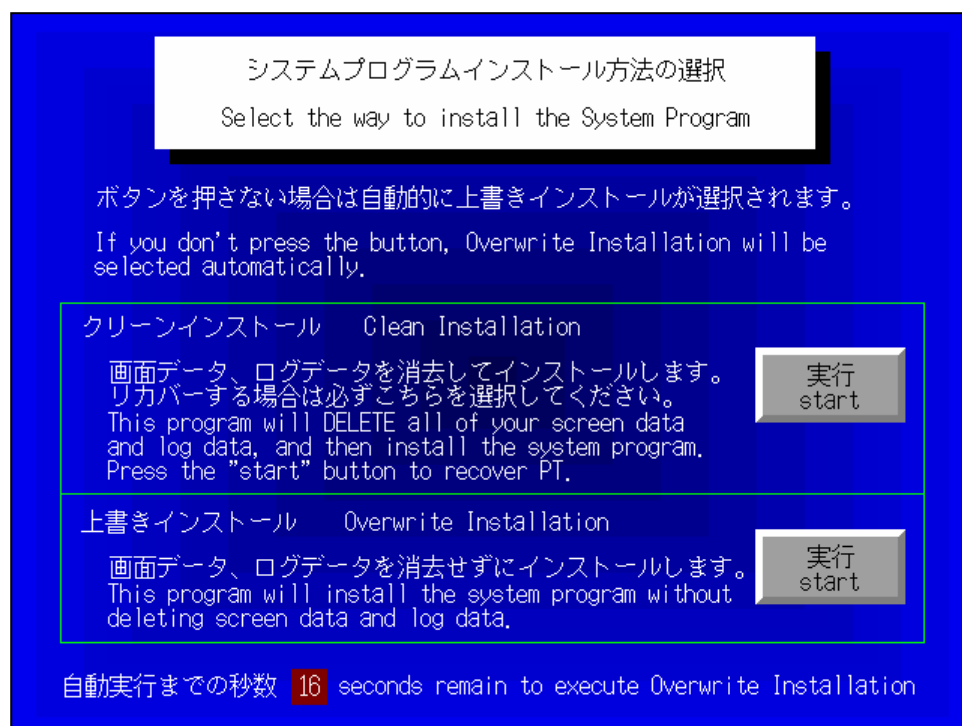 システムプログラムインストール方法の選択
Select the way to install the System Program
ボタンを押さない場合は自動的に上書きインストールが選択されます。
If you don't press the button, Overwrite Installation will be
selected automatically.
クリーンインストール Clean Installation
画面データ、ログデータを消去してインストールします。
リカバーする場合は必ずこちらを選択してください。
This program will DELETE all of your screen data
and log data, and then install the system program.
Press the "start" button to recover PT.
実行
start
上書きインストール Overwrite Installation
画面データ、ログデータを消去せずにインストールします。
This program will install the system program without
deleting screen data and log data.
実行
start
自動実行までの秒数 16 seconds remain to execute Overwrite Installation